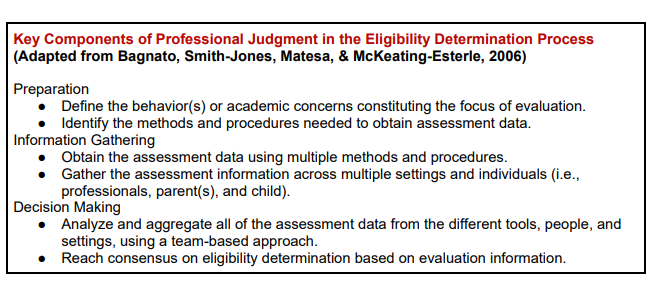 Key Components of Professional Judgment in the Eligibility Determination Process
(Adapted from Bagnato, Smith-Jones, Matesa, & McKeating-Esterle, 2006)
Preparation
● Define the behavior(s) or academic concerns constituting the focus of evaluation.
● Identify the methods and procedures needed to obtain assessment data.
Information Gathering
● Obtain the assessment data using multiple methods and procedures.
● Gather the assessment information across multiple settings and individuals (i.e.,
professionals, parent(s), and child).
Decision Making
● Analyze and aggregate all of the assessment data from the different tools, people, and
settings, using a team-based approach.
● Reach consensus on eligibility determination based on evaluation information.